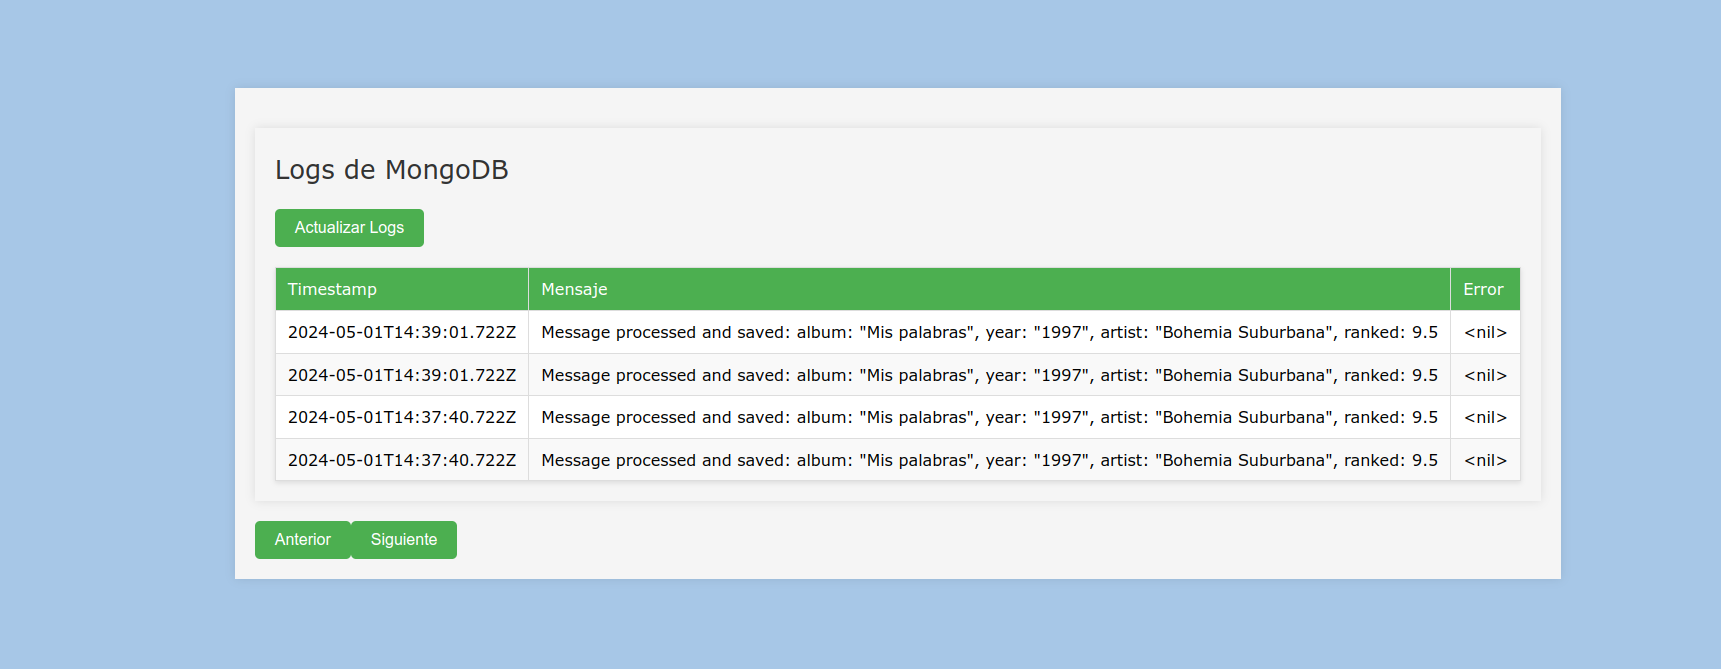 Logs de MongoDB
Actualizar Logs
Timestamp Mensaje Error
2024-05-01T14:39:01.722Z Message processed and saved: album: "Mis palabras", year: "1997", artist: "Bohemia Suburbana", ranked: 9.5 <nil>
2024-05-01T14:39:01.722Z Message processed and saved: album: "Mis palabras", year: "1997", artist: "Bohemia Suburbana", ranked: 9.5 <nil>
2024-05-01T14:37:40.722Z Message processed and saved: album: "Mis palabras", year: "1997", artist: "Bohemia Suburbana", ranked: 9.5 <nil>
2024-05-01T14:37:40.722Z Message processed and saved: album: "Mis palabras", year: "1997", artist: "Bohemia Suburbana", ranked: 9.5 <nil>
Anterior Siguiente